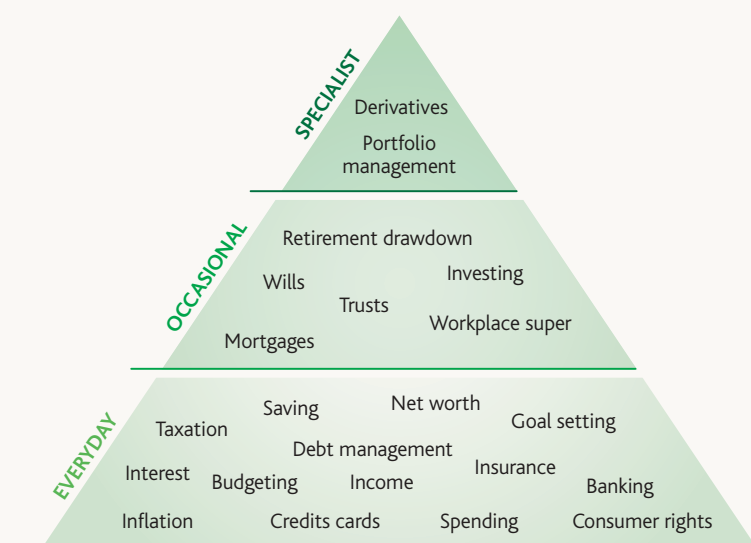 SPECIALIST
Derivatives
Portfolio
management
OCCASIONAL
Retirement drawdown
Wills
Investing
Trusts
Workplace super
Mortgages
EVERYDAY
Saving
Net worth
Taxation
Goal setting
Debt management
Interest
Budgeting
Income
Insurance
Banking
Inflation
Credits cards
Spending
Consumer rights